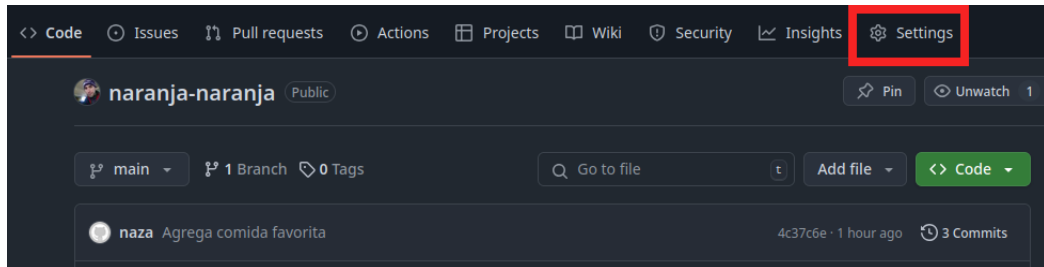 <> Code Issues Pull requests Actions Projects Wiki Security Insights Settings
naranja-naranja Public Pin Unwatch 1
main 1 Branch 0 Tags Go to file t Add file <> Code
naza Agrega comida favorita 4c37c6e · 1 hour ago 3 Commits